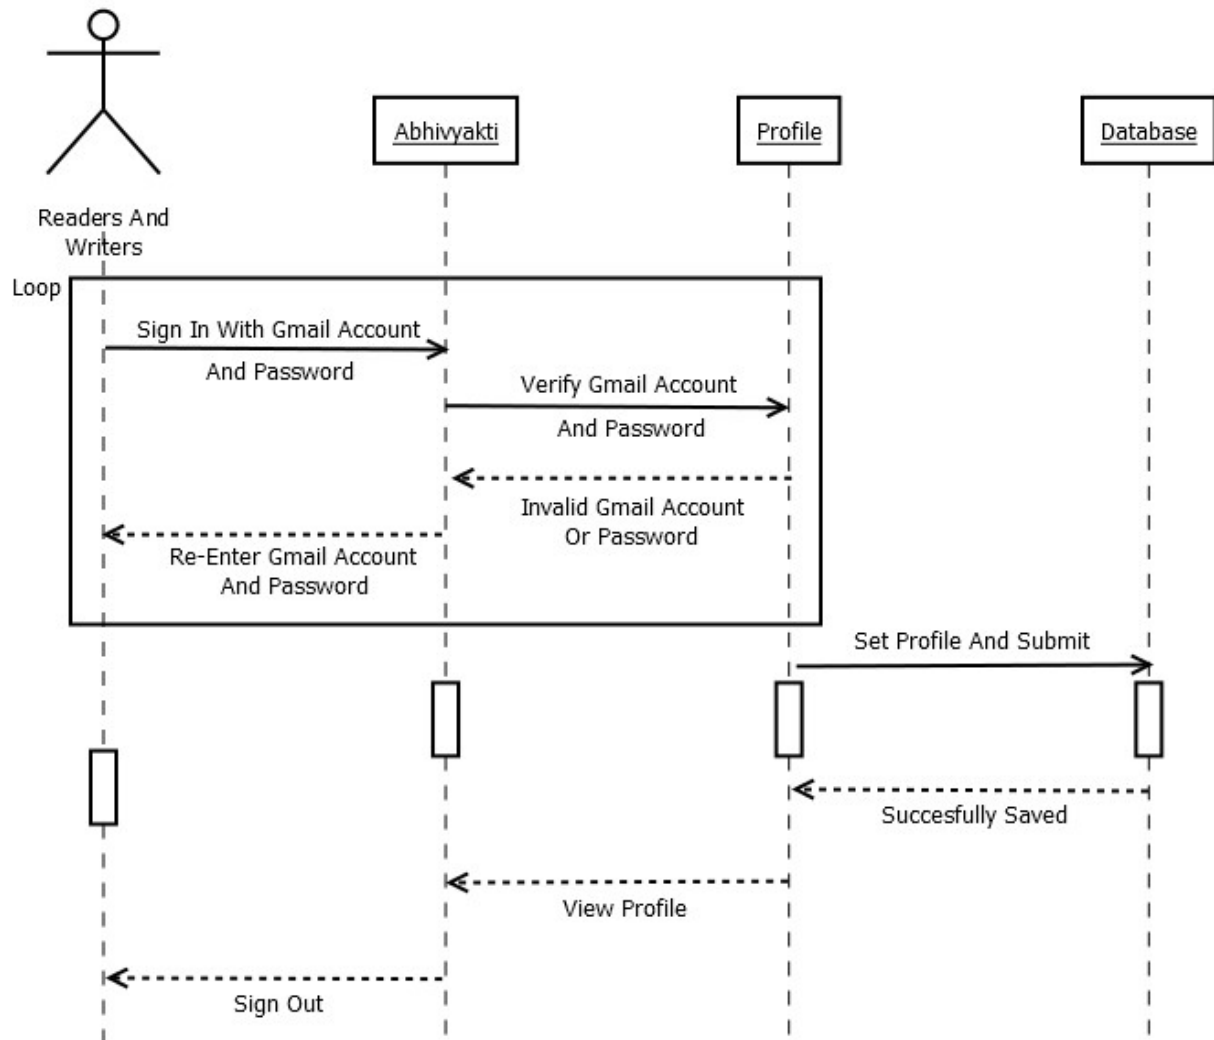 Abhivyakti
Profile
Database
Readers And
Writers
Loop
Sign In With Gmail Account
And Password
Verify Gmail Account
And Password
Invalid Gmail Account
Or Password
Re-Enter Gmail Account
And Password
Set Profile And Submit
Succesfully Saved
View Profile
Sign Out